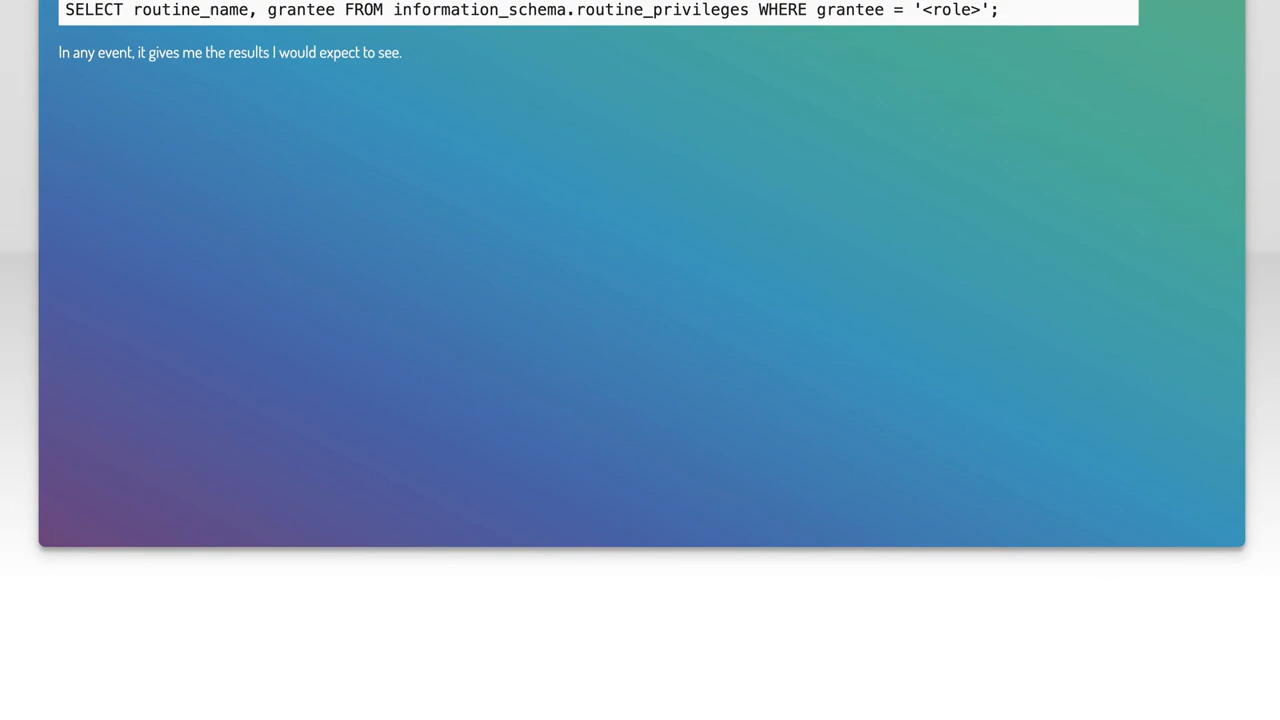 SELECT routine_name, grantee FROM information_schema.routine_privileges WHERE grantee = '<role>';
In any event, it gives me the results I would expect to see.